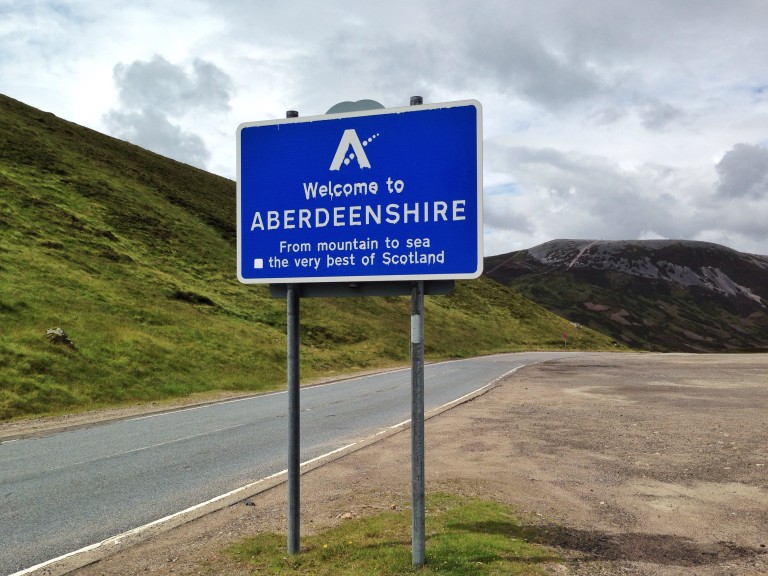 Welcome to
ABERDEENSHIRE
From mountain to sea
the very best of Scotland